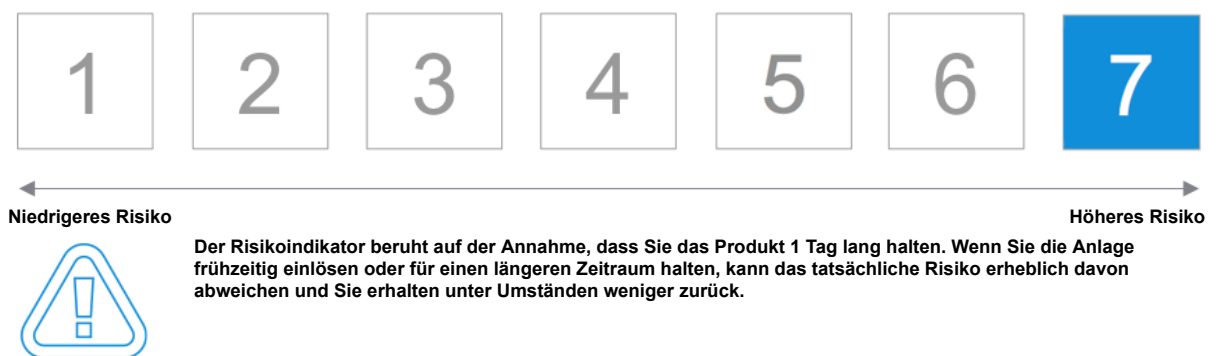 1 2 3 4 5 6 7
Niedrigeres Risiko Höheres Risiko
Der Risikoindikator beruht auf der Annahme, dass Sie das Produkt 1 Tag lang halten. Wenn Sie die Anlage
frühzeitig einlösen oder für einen längeren Zeitraum halten, kann das tatsächliche Risiko erheblich davon
abweichen und Sie erhalten unter Umständen weniger zurück.